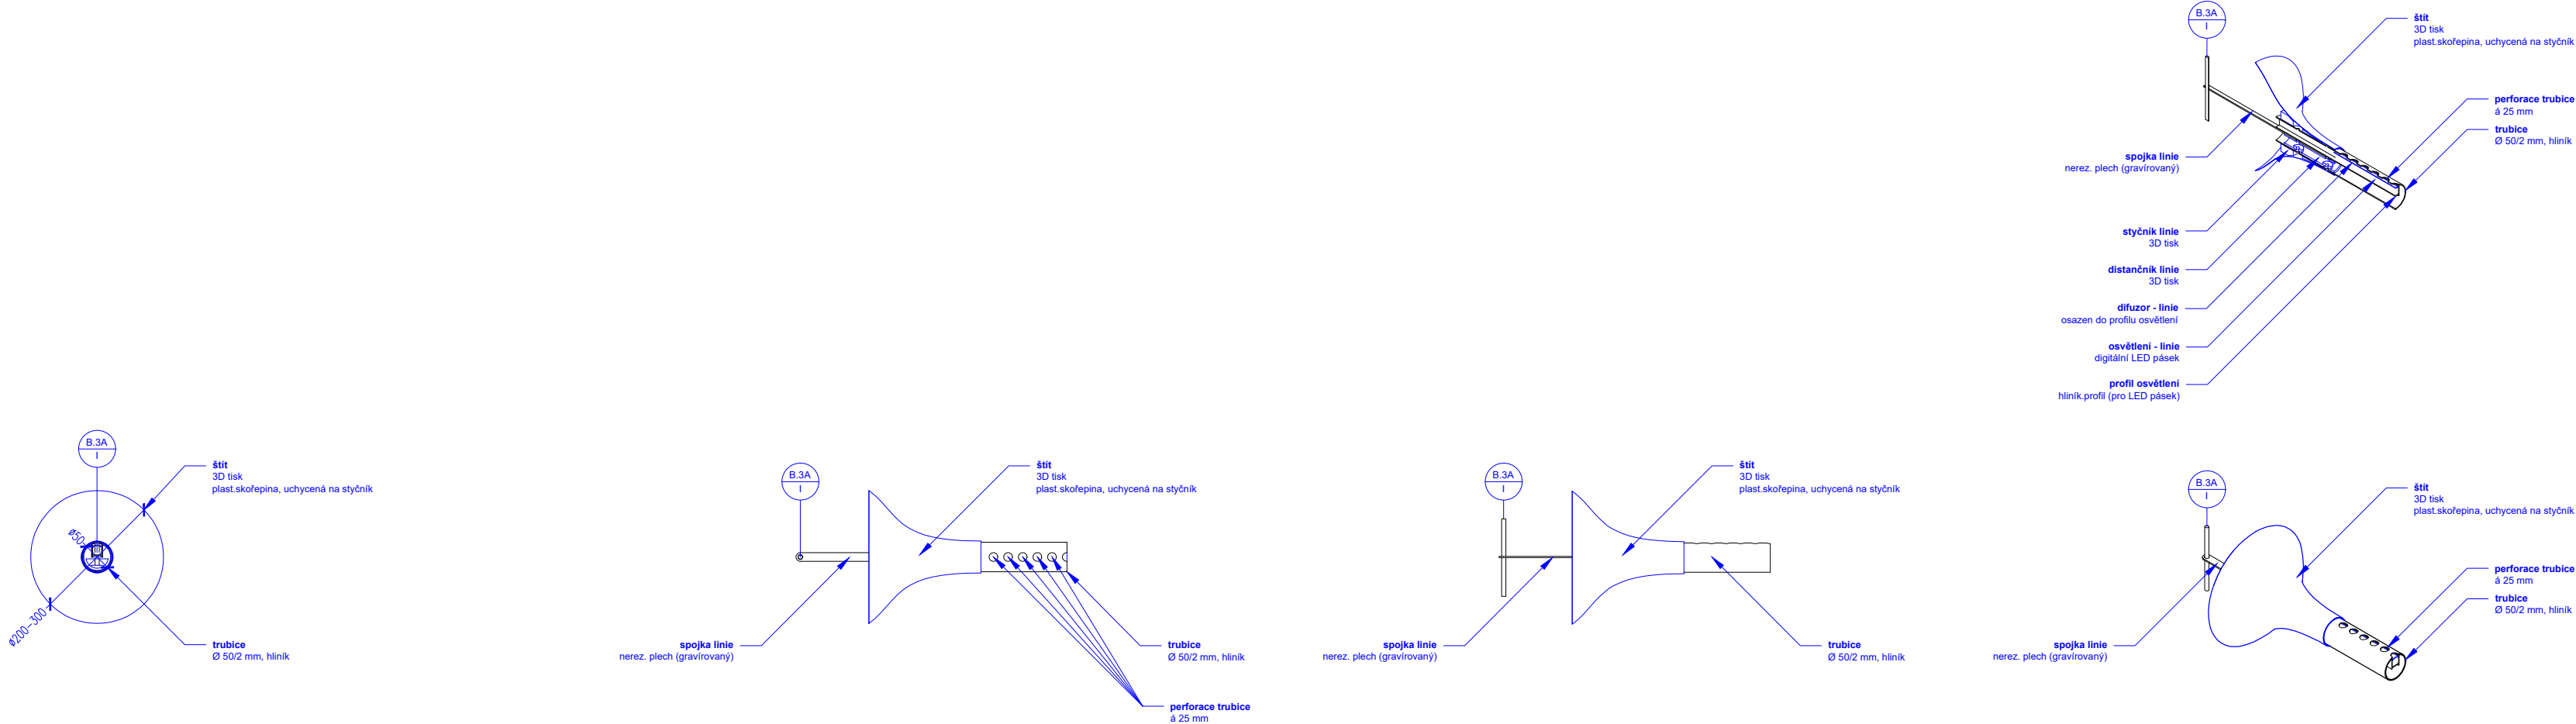 B.3A
I
štít
3D tisk
plast.skořepina, uchycená na styčník
perforace trubice
á 25 mm
trubice
Ø 50/2 mm, hliník
spojka linie
nerez. plech (gravírovaný)
styčník linie
3D tisk
distančník linie
3D tisk
difuzor - linie
osazen do profilu osvětlení
osvětlení - linie
digitální LED pásek
profil osvětlení
hliník.profil (pro LED pásek)
B.3A
I
štít
3D tisk
plast.skořepina, uchycená na styčník
ø50
ø200-300
trubice
Ø 50/2 mm, hliník
B.3A
I
štít
3D tisk
plast.skořepina, uchycená na styčník
spojka linie
nerez. plech (gravírovaný)
trubice
Ø 50/2 mm, hliník
perforace trubice
á 25 mm
B.3A
I
štít
3D tisk
plast.skořepina, uchycená na styčník
spojka linie
nerez. plech (gravírovaný)
trubice
Ø 50/2 mm, hliník
B.3A
I
štít
3D tisk
plast.skořepina, uchycená na styčník
perforace trubice
á 25 mm
trubice
Ø 50/2 mm, hliník
spojka linie
nerez. plech (gravírovaný)